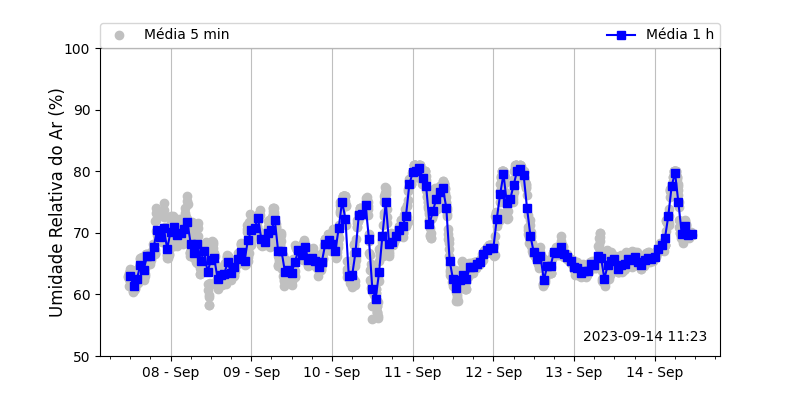 Média 5 min
Média 1 h
Umidade Relativa do Ar (%)
100
90
80
70
60
50
2023-09-14 11:23
08 - Sep
09 - Sep
10 - Sep
11 - Sep
12 - Sep
13 - Sep
14 - Sep